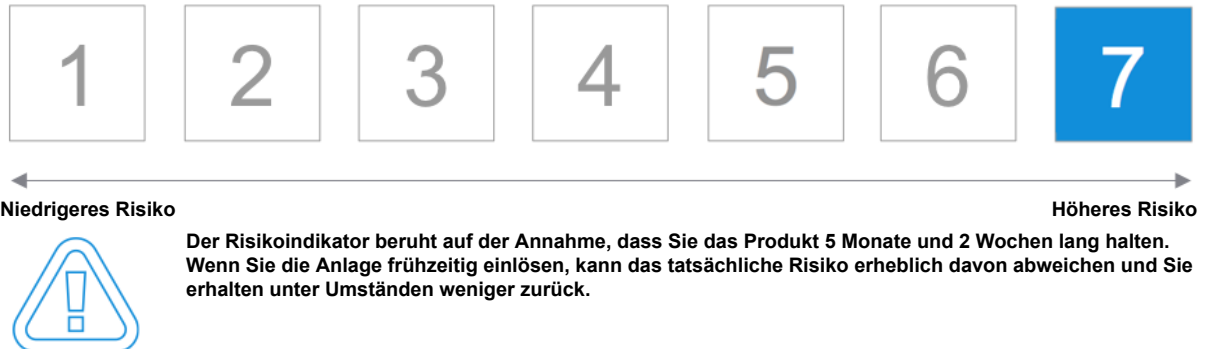 1 2 3 4 5 6 7
Niedrigeres Risiko Höheres Risiko
Der Risikoindikator beruht auf der Annahme, dass Sie das Produkt 5 Monate und 2 Wochen lang halten.
Wenn Sie die Anlage frühzeitig einlösen, kann das tatsächliche Risiko erheblich davon abweichen und Sie
erhalten unter Umständen weniger zurück.